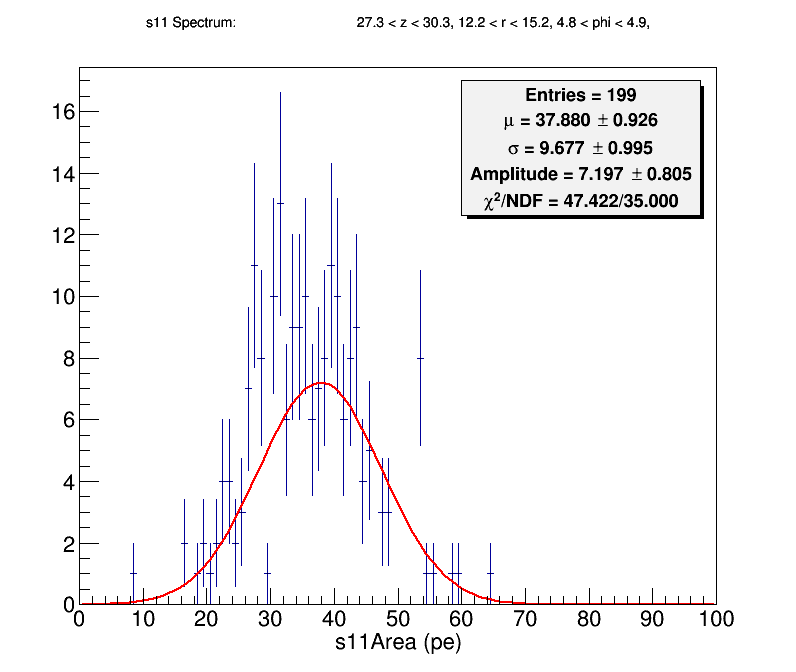 s11 Spectrum: 27.3 < z < 30.3, 12.2 < r < 15.2, 4.8 < phi < 4.9,
Entries = 199
μ = 37.880 ± 0.926
σ = 9.677 ± 0.995
Amplitude = 7.197 ± 0.805
χ²/NDF = 47.422/35.000
16
14
12
10
8
6
4
2
0
0 10 20 30 40 50 60 70 80 90 100
s11Area (pe)